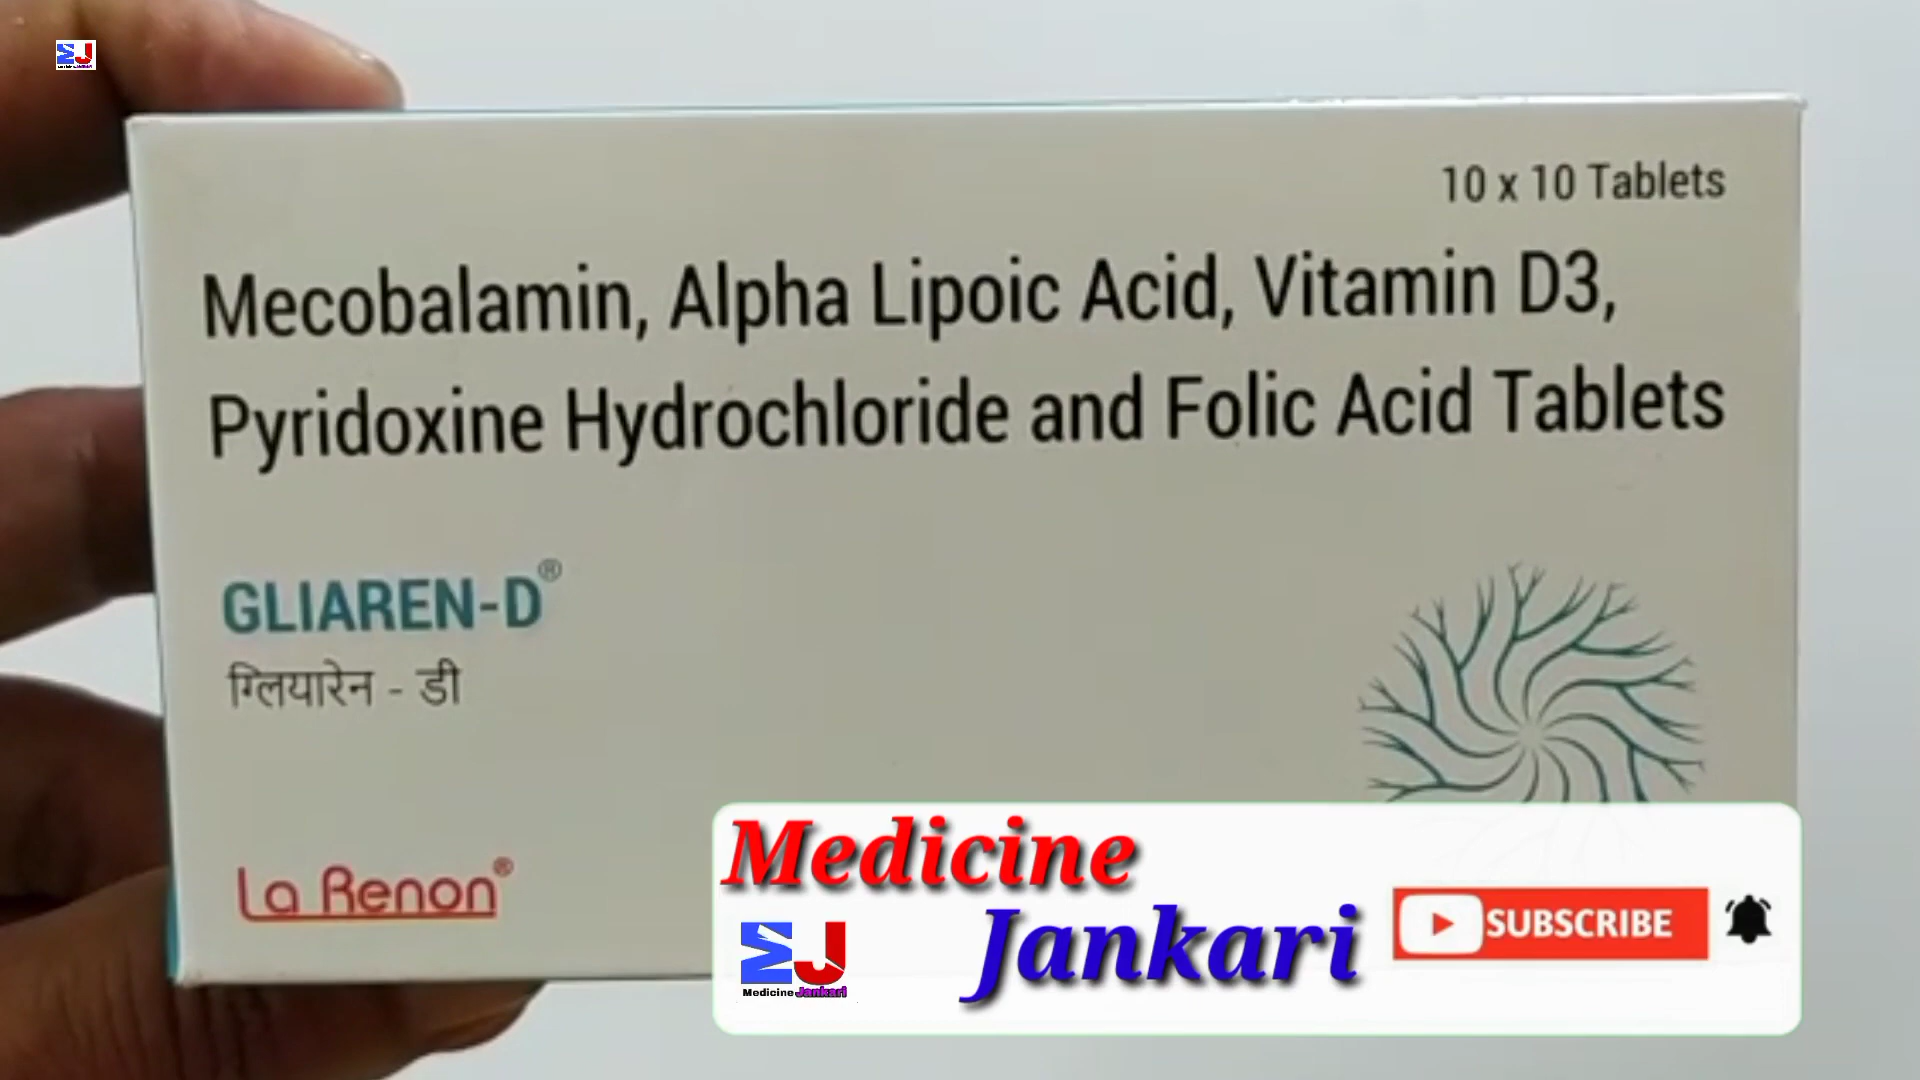 10 x 10 Tablets
Mecobalamin, Alpha Lipoic Acid, Vitamin D3,
Pyridoxine Hydrochloride and Folic Acid Tablets
GLIAREN-D®
ग्लियारेन - डी
La Renon®
Medicine
Jankari
MJ
Medicine Jankari
SUBSCRIBE